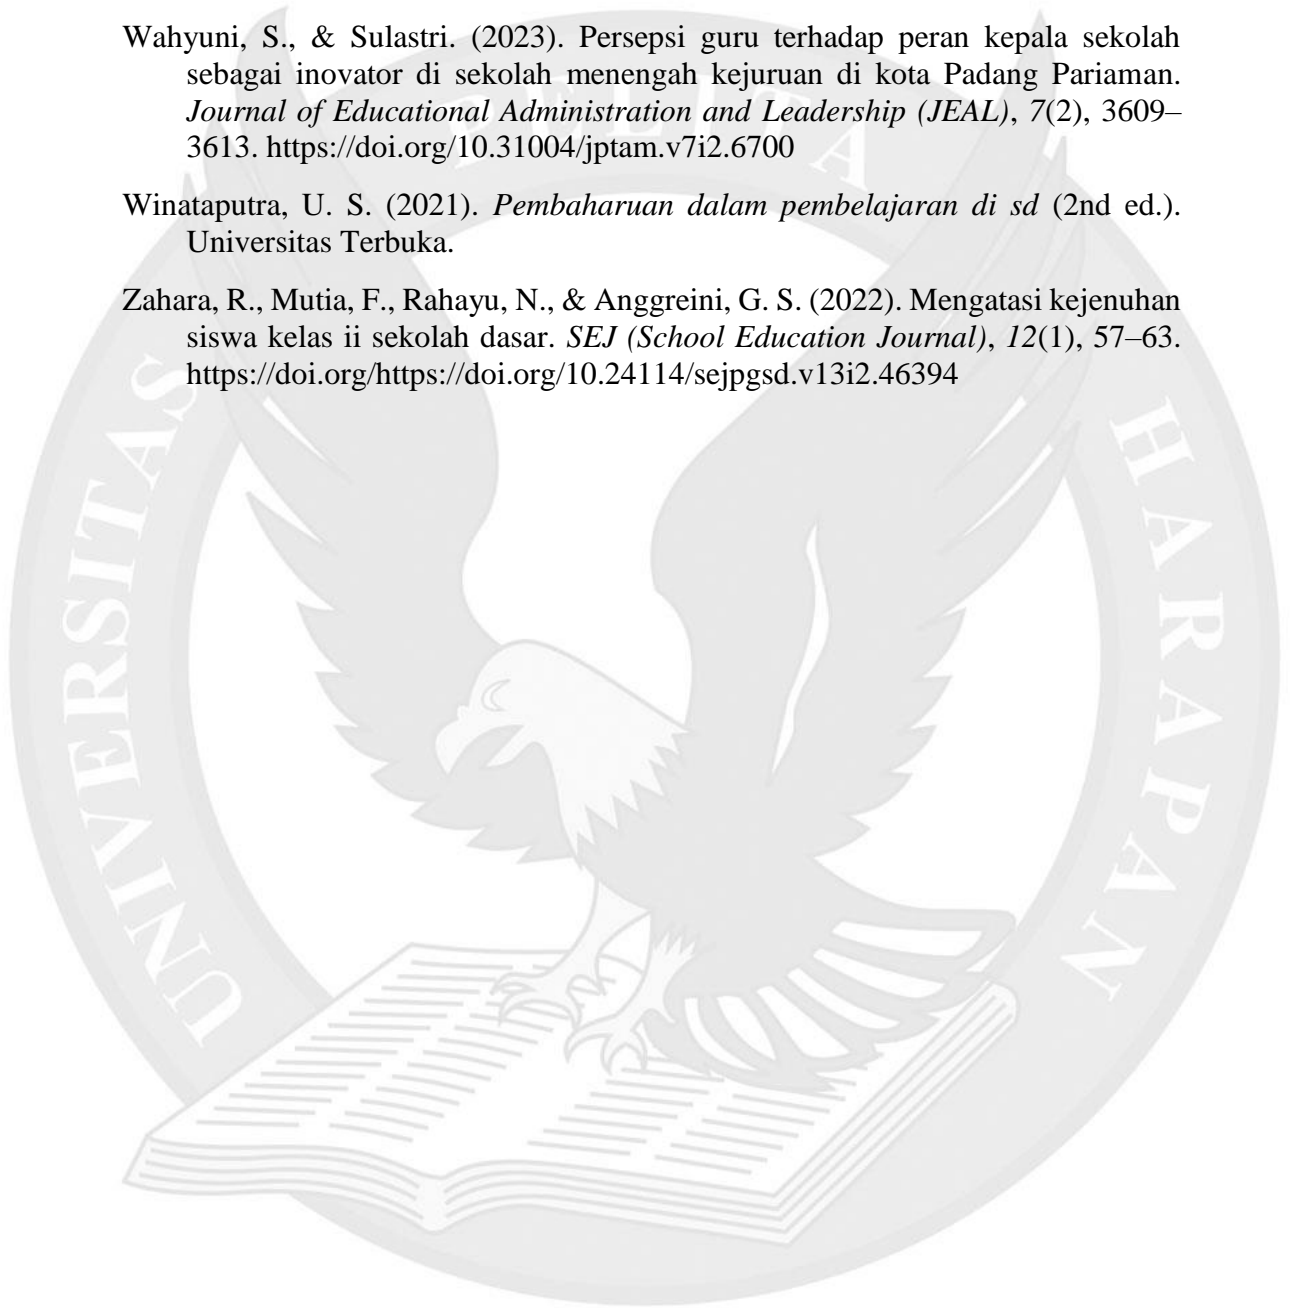 Wahyuni, S., & Sulastri. (2023). Persepsi guru terhadap peran kepala sekolah
sebagai inovator di sekolah menengah kejuruan di kota Padang Pariaman.
Journal of Educational Administration and Leadership (JEAL), 7(2), 3609–
3613. https://doi.org/10.31004/jptam.v7i2.6700
Winataputra, U. S. (2021). Pembaharuan dalam pembelajaran di sd (2nd ed.).
Universitas Terbuka.
Zahara, R., Mutia, F., Rahayu, N., & Anggreini, G. S. (2022). Mengatasi kejenuhan
siswa kelas ii sekolah dasar. SEJ (School Education Journal), 12(1), 57–63.
https://doi.org/https://doi.org/10.24114/sejpgsd.v13i2.46394
UNIVERSITAS
PELITA
HARAPAN